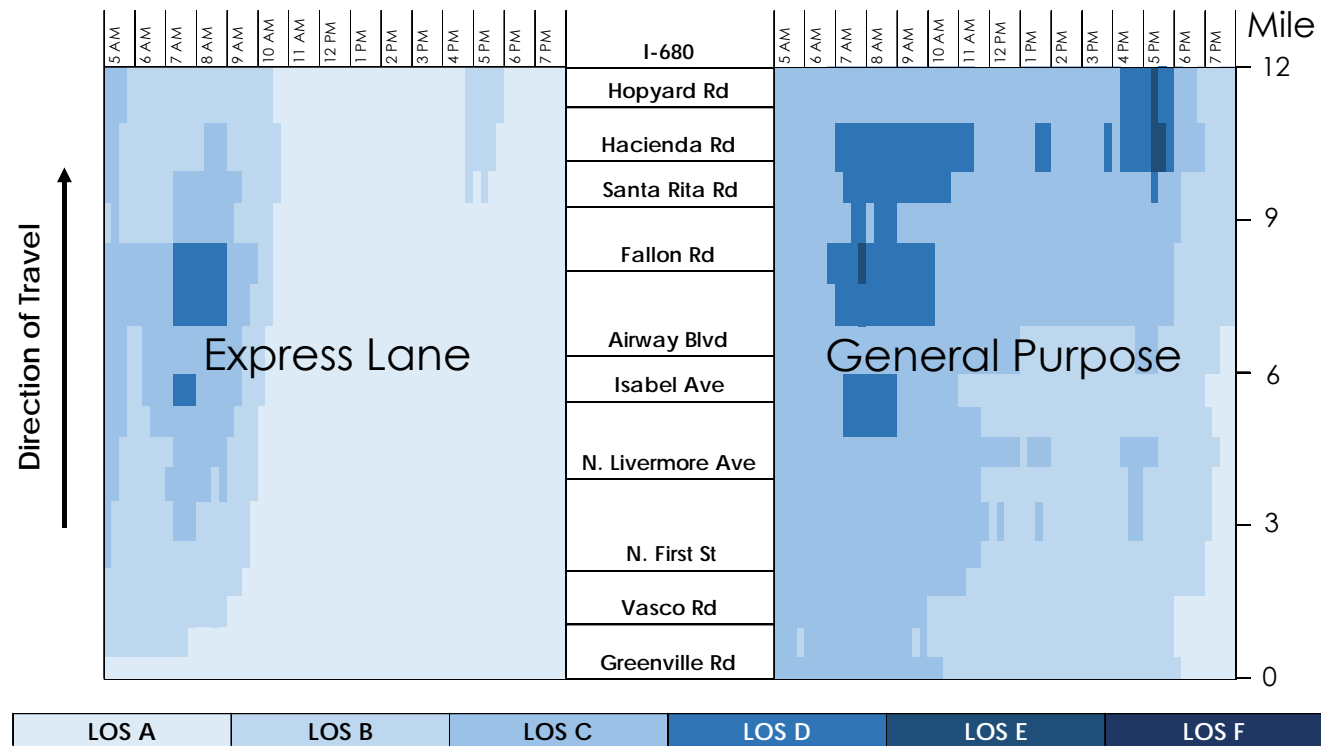 5 AM 6 AM 7 AM 8 AM 9 AM 10 AM 11 AM 12 PM 1 PM 2 PM 3 PM 4 PM 5 PM 6 PM 7 PM
I-680
5 AM 6 AM 7 AM 8 AM 9 AM 10 AM 11 AM 12 PM 1 PM 2 PM 3 PM 4 PM 5 PM 6 PM 7 PM
Mile
12
Hopyard Rd
Hacienda Rd
Santa Rita Rd
9
Fallon Rd
Direction of Travel
Express Lane
Airway Blvd
General Purpose
6
Isabel Ave
N. Livermore Ave
3
N. First St
Vasco Rd
Greenville Rd
0
LOS A LOS B LOS C LOS D LOS E LOS F